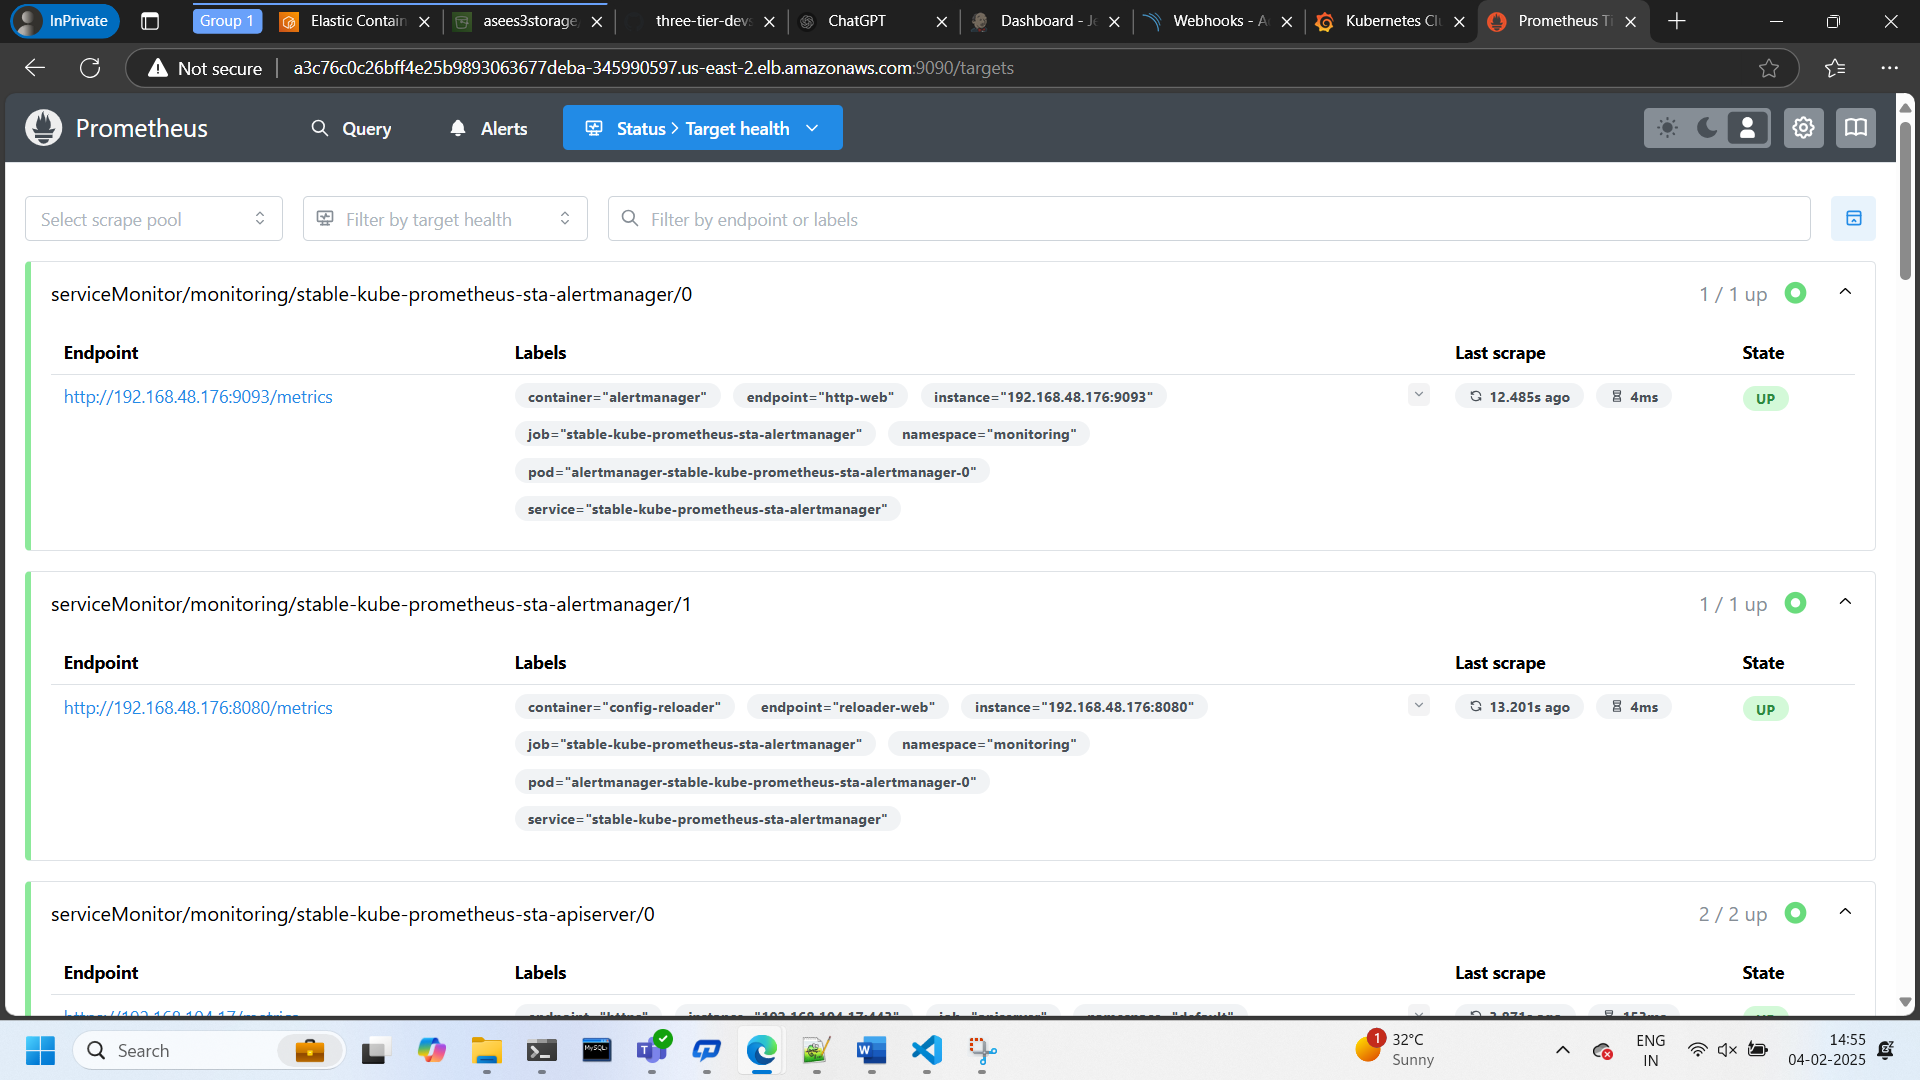 InPrivate
Group 1
Elastic Contain
asees3storage
three-tier-devs
ChatGPT
Dashboard - Je
Webhooks - A
Kubernetes Cl
Prometheus Ti
Not secure
a3c76c0c26bff4e25b9893063677deba-345990597.us-east-2.elb.amazonaws.com:9090/targets
Prometheus
Query
Alerts
Status > Target health
Select scrape pool
Filter by target health
Filter by endpoint or labels
serviceMonitor/monitoring/stable-kube-prometheus-sta-alertmanager/0
1 / 1 up
Endpoint Labels Last scrape State
http://192.168.48.176:9093/metrics
container="alertmanager" endpoint="http-web" instance="192.168.48.176:9093"
12.485s ago 4ms UP
job="stable-kube-prometheus-sta-alertmanager" namespace="monitoring"
pod="alertmanager-stable-kube-prometheus-sta-alertmanager-0"
service="stable-kube-prometheus-sta-alertmanager"
serviceMonitor/monitoring/stable-kube-prometheus-sta-alertmanager/1
1 / 1 up
Endpoint Labels Last scrape State
http://192.168.48.176:8080/metrics
container="config-reloader" endpoint="reloader-web" instance="192.168.48.176:8080"
13.201s ago 4ms UP
job="stable-kube-prometheus-sta-alertmanager" namespace="monitoring"
pod="alertmanager-stable-kube-prometheus-sta-alertmanager-0"
service="stable-kube-prometheus-sta-alertmanager"
serviceMonitor/monitoring/stable-kube-prometheus-sta-apiserver/0
2 / 2 up
Endpoint Labels Last scrape State
Search
MySQL
1
32°C
Sunny
ENG
IN
14:55
04-02-2025